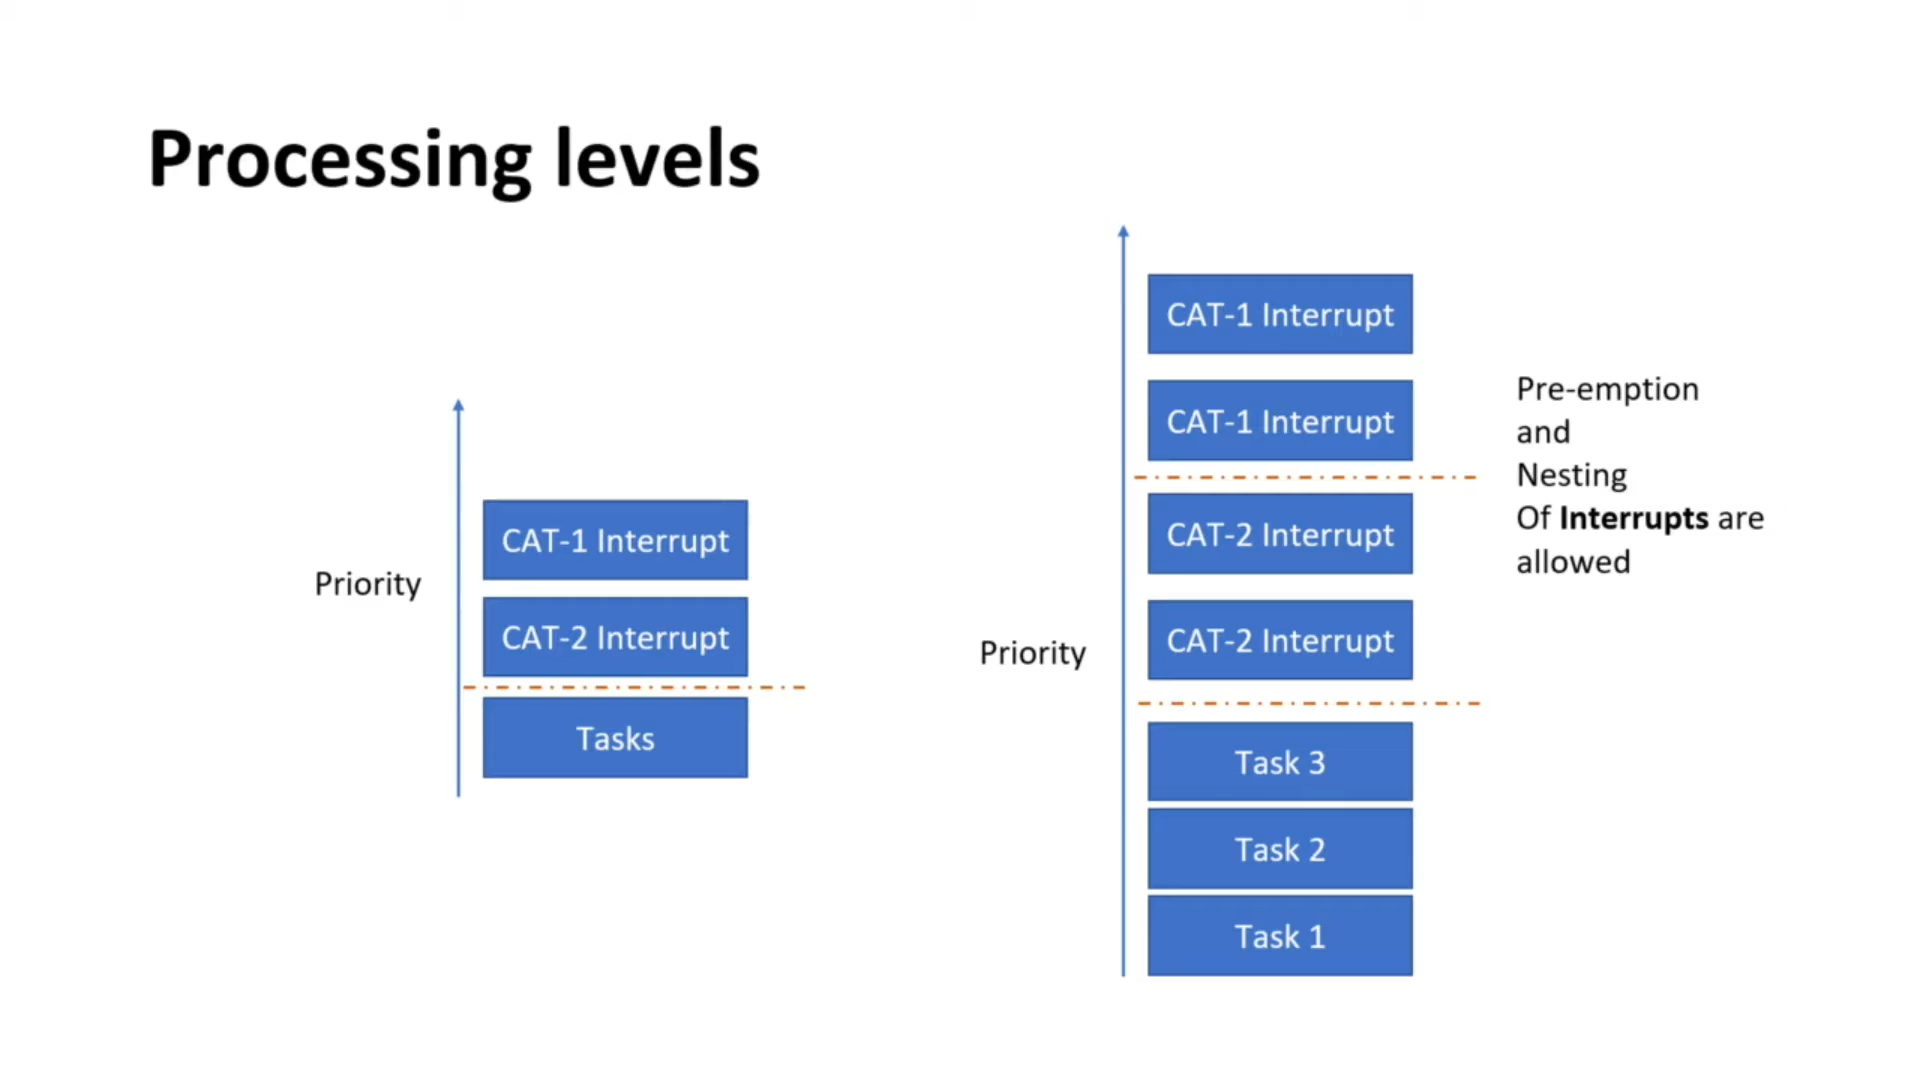 Processing levels
Priority
CAT-1 Interrupt
CAT-2 Interrupt
Tasks
Priority
CAT-1 Interrupt
CAT-1 Interrupt
CAT-2 Interrupt
CAT-2 Interrupt
Task 3
Task 2
Task 1
Pre-emption
and
Nesting
Of Interrupts are
allowed